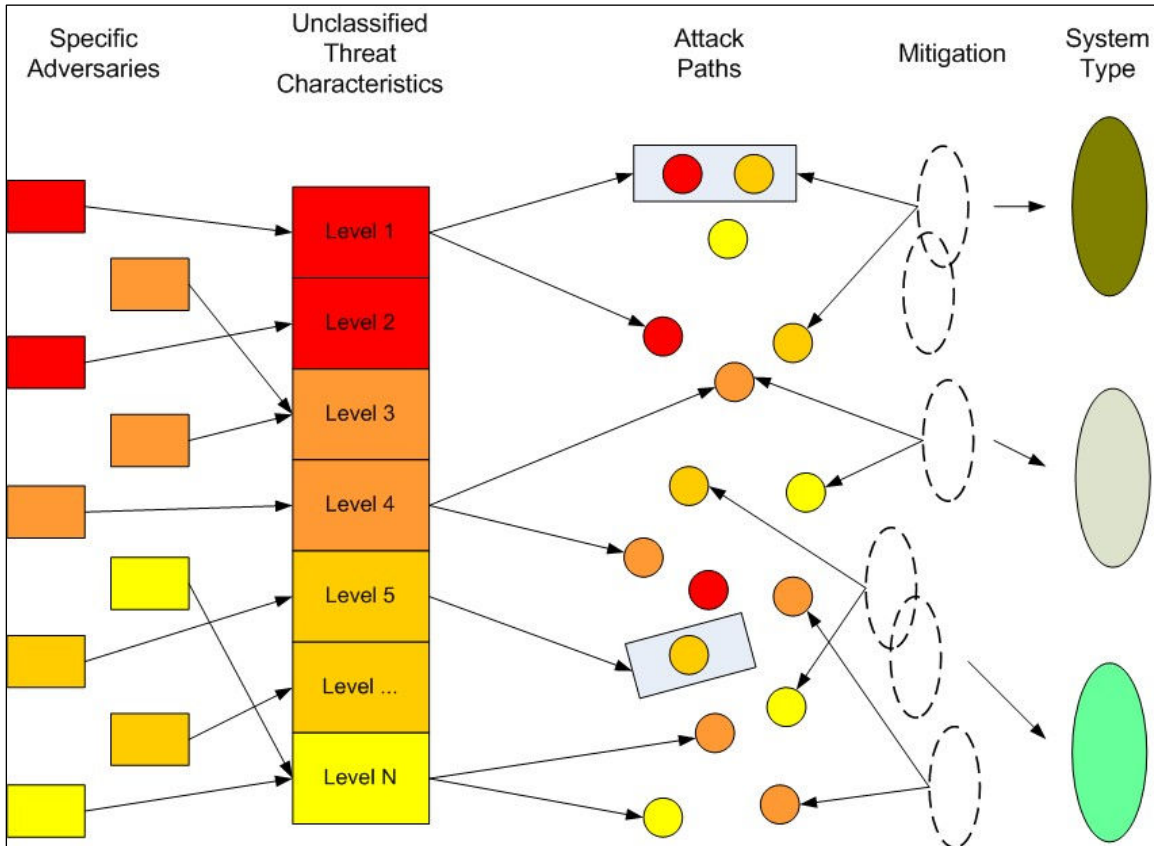 Specific
Adversaries
Unclassified
Threat
Characteristics
Attack
Paths
Mitigation
System
Type
Level 1
Level 2
Level 3
Level 4
Level 5
Level ...
Level N